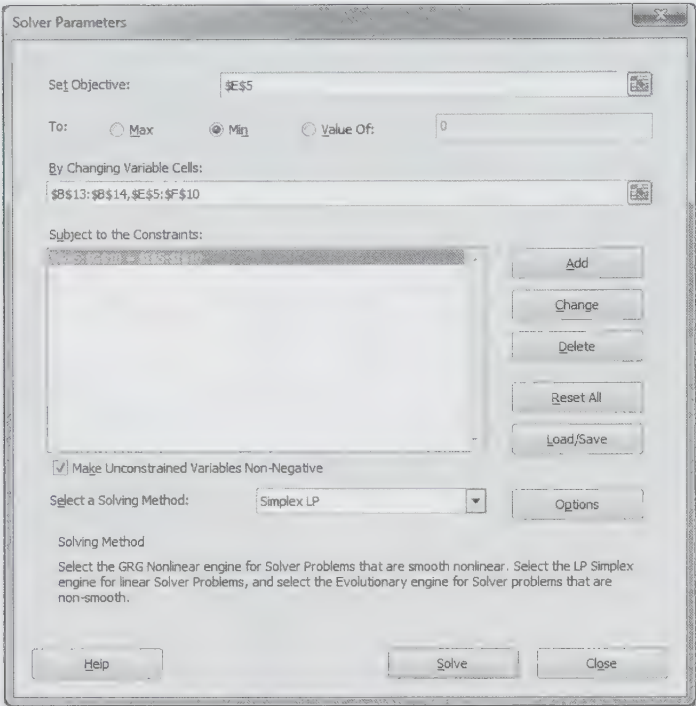 Solver Parameters
Set Objective: $E$5
To: Max Min Value Of: 0
By Changing Variable Cells:
$B$13:$B$14,$E$5:$F$10
Subject to the Constraints:
Add
Change
Delete
Reset All
Load/Save
Make Unconstrained Variables Non-Negative
Select a Solving Method: Simplex LP Options
Solving Method
Select the GRG Nonlinear engine for Solver Problems that are smooth nonlinear. Select the LP Simplex
engine for linear Solver Problems, and select the Evolutionary engine for Solver problems that are
non-smooth.
Help Solve Close